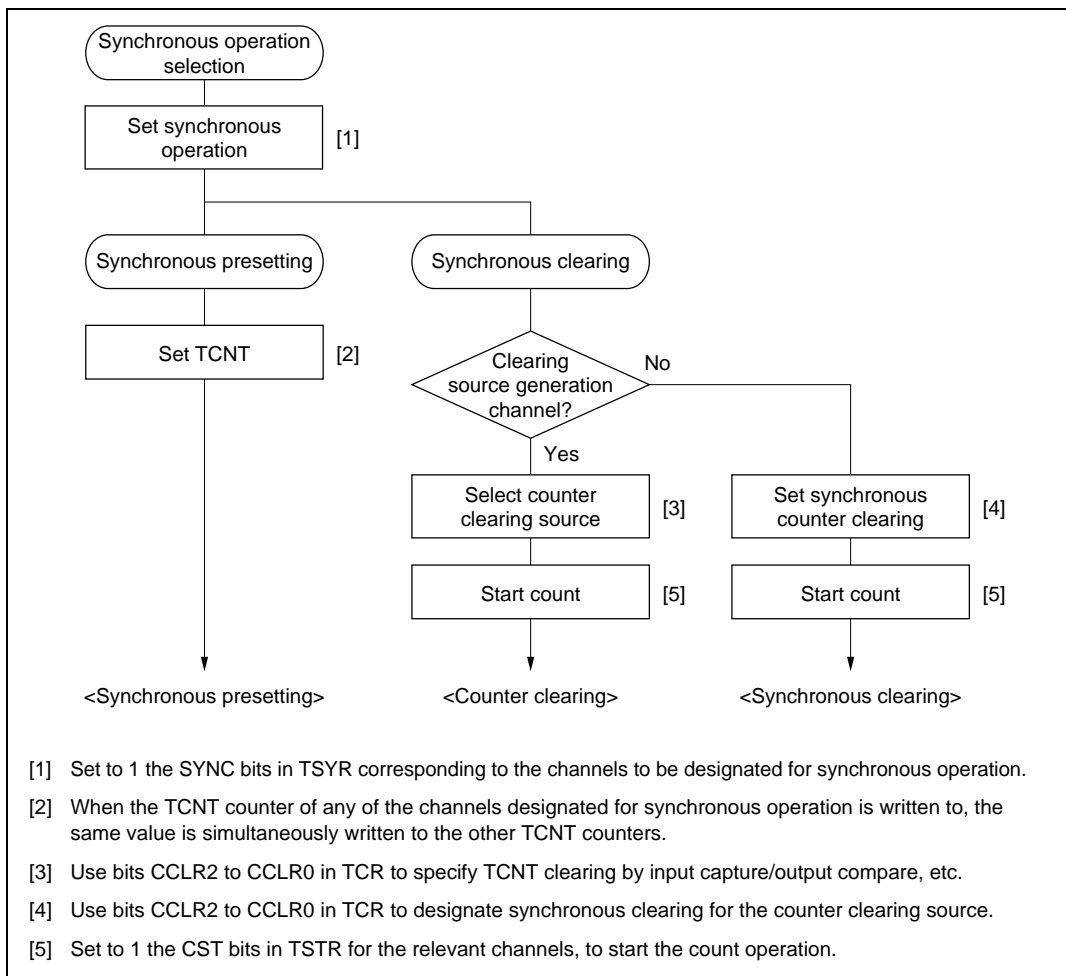 Synchronous operation
selection
Set synchronous
operation
[1]
Synchronous presetting
Synchronous clearing
Set TCNT
[2]
Clearing
source generation
channel?
No
Yes
Select counter
clearing source
[3]
Set synchronous
counter clearing
[4]
Start count
[5]
Start count
[5]
<Synchronous presetting>
<Counter clearing>
<Synchronous clearing>
[1] Set to 1 the SYNC bits in TSYR corresponding to the channels to be designated for synchronous operation.
[2] When the TCNT counter of any of the channels designated for synchronous operation is written to, the
same value is simultaneously written to the other TCNT counters.
[3] Use bits CCLR2 to CCLR0 in TCR to specify TCNT clearing by input capture/output compare, etc.
[4] Use bits CCLR2 to CCLR0 in TCR to designate synchronous clearing for the counter clearing source.
[5] Set to 1 the CST bits in TSTR for the relevant channels, to start the count operation.